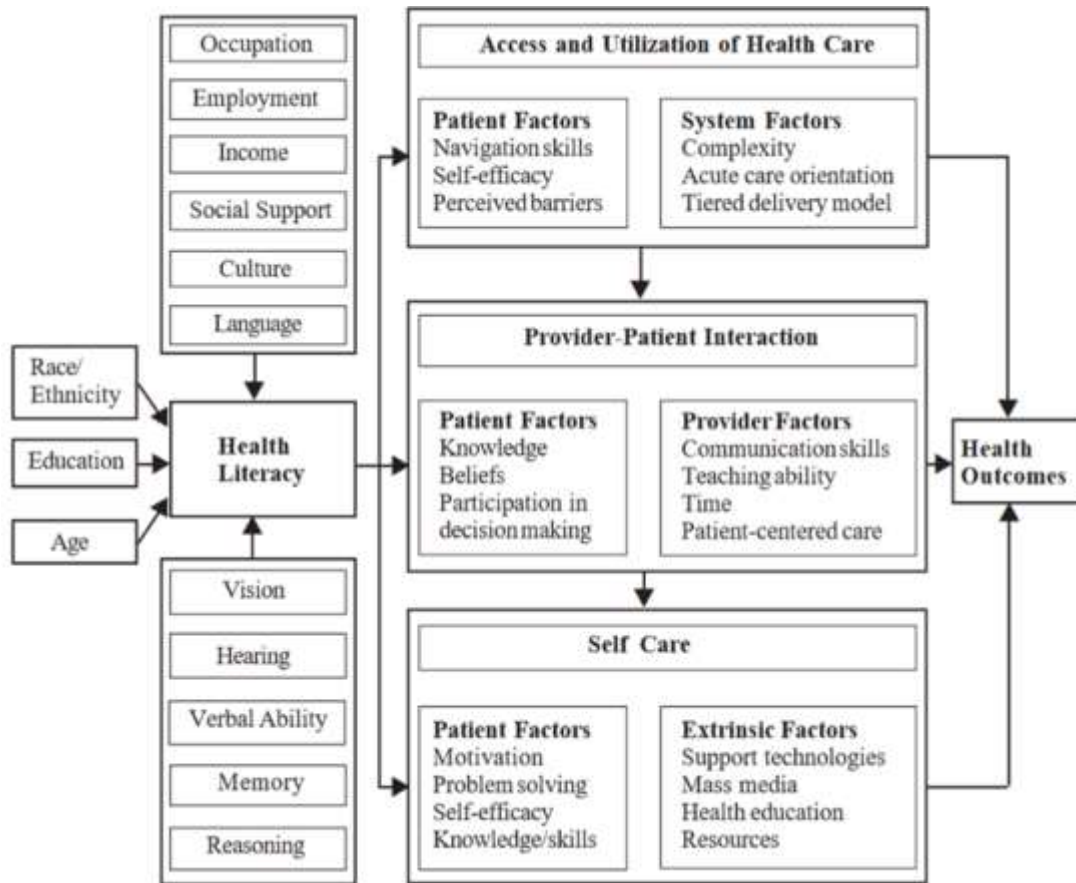 Occupation
Employment
Income
Social Support
Culture
Language
Race/
Ethnicity
Education
Age
Health
Literacy
Vision
Hearing
Verbal Ability
Memory
Reasoning
Access and Utilization of Health Care
Patient Factors
Navigation skills
Self-efficacy
Perceived barriers
System Factors
Complexity
Acute care orientation
Tiered delivery model
Provider-Patient Interaction
Patient Factors
Knowledge
Beliefs
Participation in
decision making
Provider Factors
Communication skills
Teaching ability
Time
Patient-centered care
Self Care
Patient Factors
Motivation
Problem solving
Self-efficacy
Knowledge/skills
Extrinsic Factors
Support technologies
Mass media
Health education
Resources
Health
Outcomes